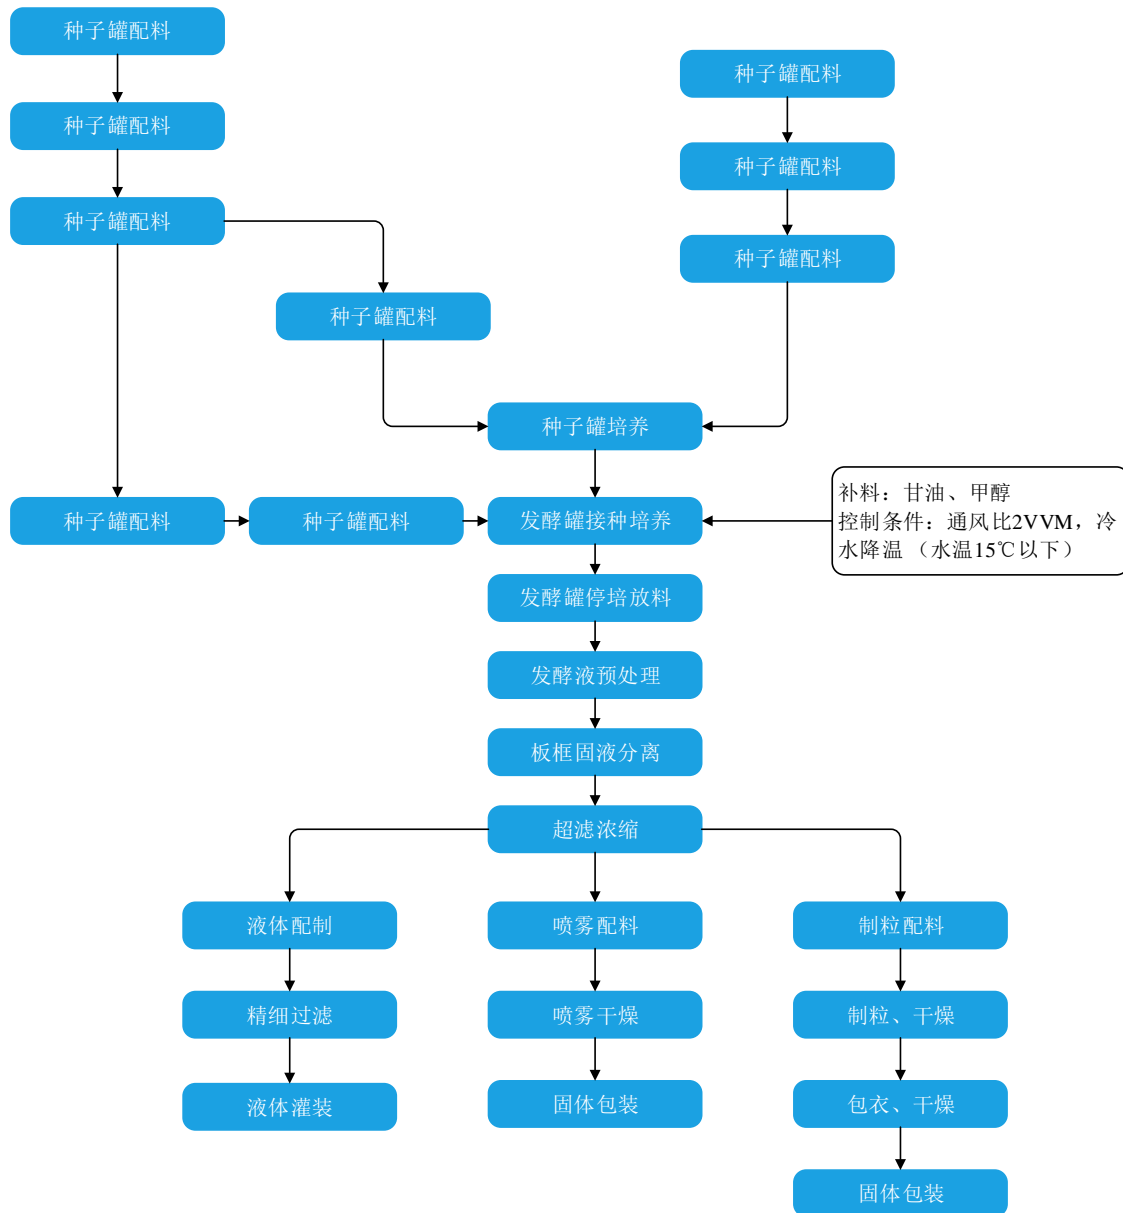 种子罐配料
种子罐配料
种子罐配料
种子罐配料
种子罐配料
种子罐配料
种子罐配料
种子罐配料
种子罐培养
种子罐配料
种子罐配料
发酵罐接种培养
补料：甘油、甲醇
控制条件：通风比2VVM，冷
水降温 （水温15℃以下）
发酵罐停培放料
发酵液预处理
板框固液分离
超滤浓缩
液体配制
喷雾配料
制粒配料
精细过滤
喷雾干燥
制粒、干燥
液体灌装
固体包装
包衣、干燥
固体包装